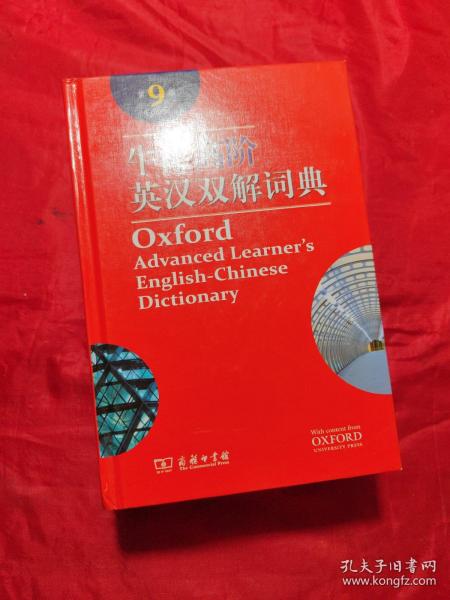 第9版
牛津高阶
英汉双解词典
Oxford
Advanced Learner's
English-Chinese
Dictionary
With content from
OXFORD
UNIVERSITY PRESS
商务印书馆
The Commercial Press
孔夫子旧书网
www.kongfz.com